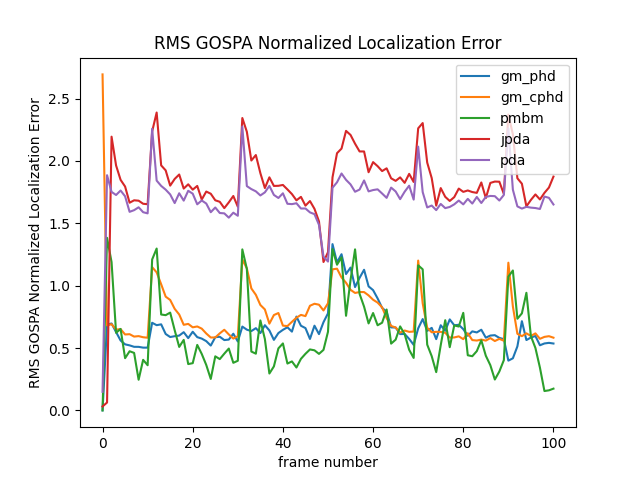 RMS GOSPA Normalized Localization Error
RMS GOSPA Normalized Localization Error
2.5
2.0
1.5
1.0
0.5
0.0
gm_phd
gm_cphd
pmbm
jpda
pda
0 20 40 60 80 100
frame number